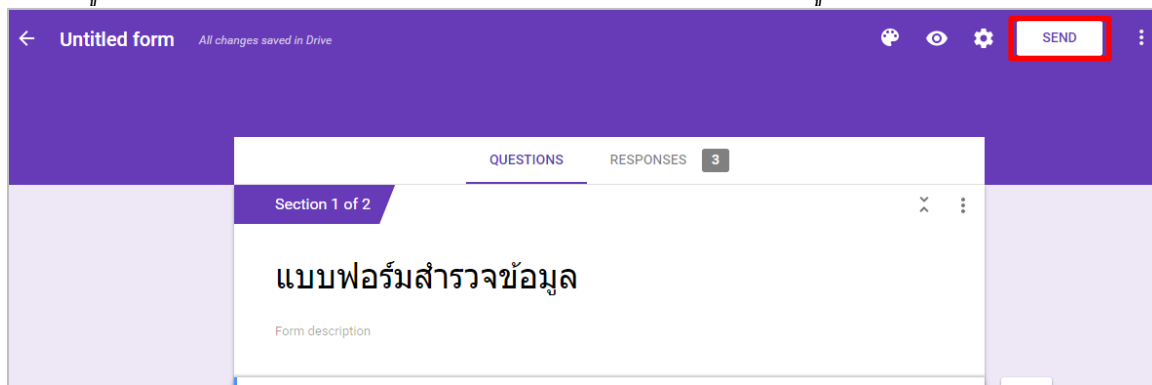 Untitled form All changes saved in Drive SEND
QUESTIONS RESPONSES 3
Section 1 of 2
แบบฟอร์มสำรวจข้อมูล
Form description